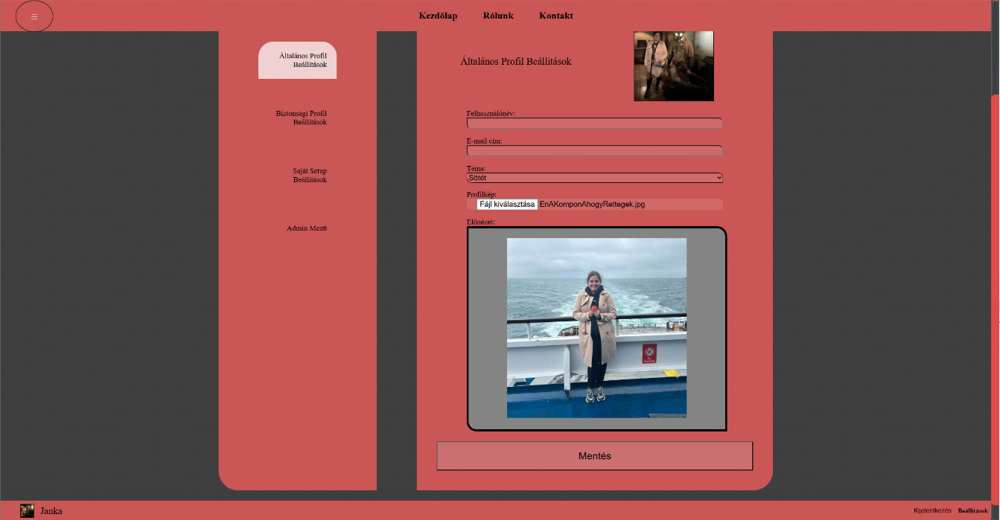 ☰
Kezdőlap Rólunk Kontakt
Általános Profil
Beállítások
Biztonsági Profil
Beállítások
Saját Setup
Beállítások
Admin Menü
Általános Profil Beállítások
Felhasználónév:
E-mail cím:
Téma:
Sötét
Profilkép:
Fájl kiválasztása EnAKomponAhogyRettegek.jpg
Előnézet:
Mentés
Janka
Kijelentkezés Beállítások